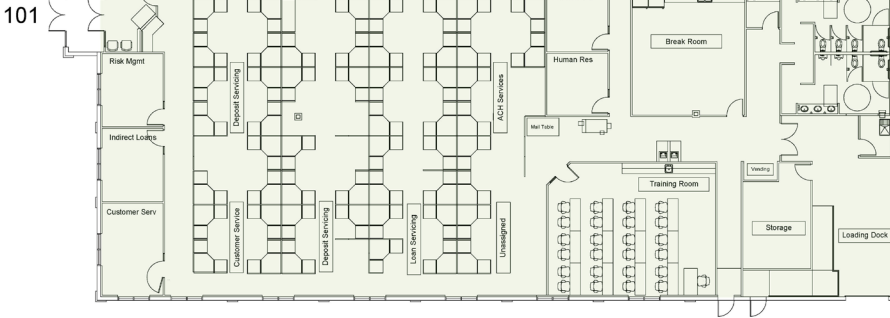 101
Risk Mgmt
Indirect Loans
Customer Serv
Deposit Servicing
Customer Service
Deposit Servicing
Loan Servicing
ACH Services
Unassigned
Human Res
Mail Table
Break Room
Training Room
Vending
Storage
Loading Dock